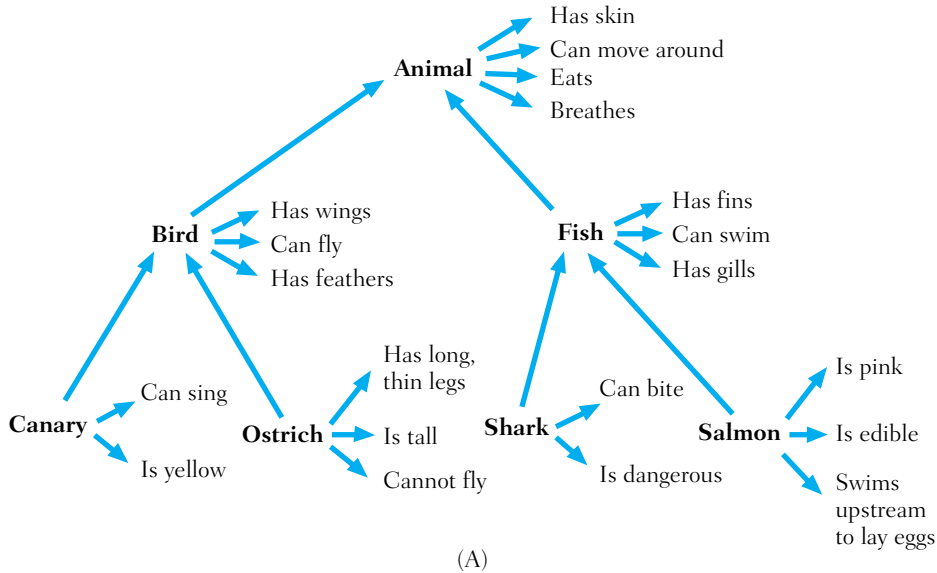 Has skin
Can move around
Animal
Eats
Breathes
Has wings
Bird
Can fly
Has feathers
Has fins
Fish
Can swim
Has gills
Canary
Can sing
Is yellow
Ostrich
Has long,
thin legs
Is tall
Cannot fly
Shark
Can bite
Is dangerous
Salmon
Is pink
Is edible
Swims
upstream
to lay eggs
(A)